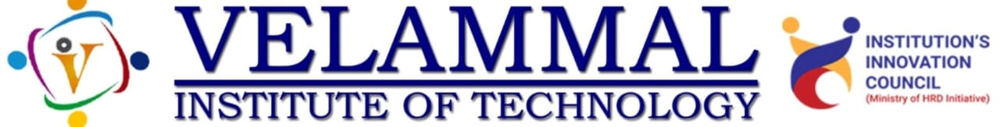 V
VELAMMAL
INSTITUTE OF TECHNOLOGY
INSTITUTION'S
INNOVATION
COUNCIL
(Ministry of HRD Initiative)